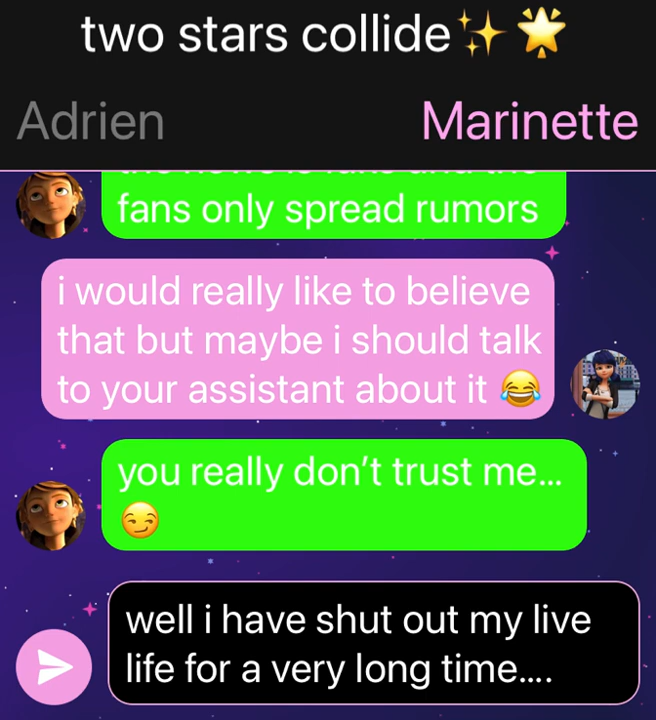 two stars collide✨🌟
Adrien
Marinette
fans only spread rumors
i would really like to believe
that but maybe i should talk
to your assistant about it 😂
you really don't trust me...
😏
well i have shut out my live
life for a very long time....